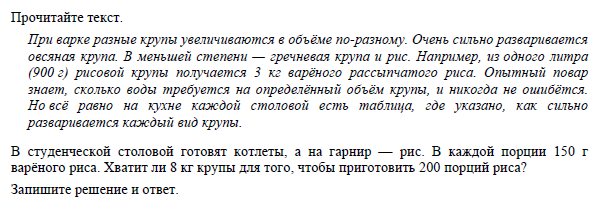 Прочитайте текст.
При варке разные крупы увеличиваются в объёме по-разному. Очень сильно разваривается
овсяная крупа. В меньшей степени — гречневая крупа и рис. Например, из одного литра
(900 г) рисовой крупы получается 3 кг варёного рассыпчатого риса. Опытный повар
знает, сколько воды требуется на определённый объём крупы, и никогда не ошибётся.
Но всё равно на кухне каждой столовой есть таблица, где указано, как сильно
разваривается каждый вид крупы.
В студенческой столовой готовят котлеты, а на гарнир — рис. В каждой порции 150 г
варёного риса. Хватит ли 8 кг крупы для того, чтобы приготовить 200 порций риса?
Запишите решение и ответ.